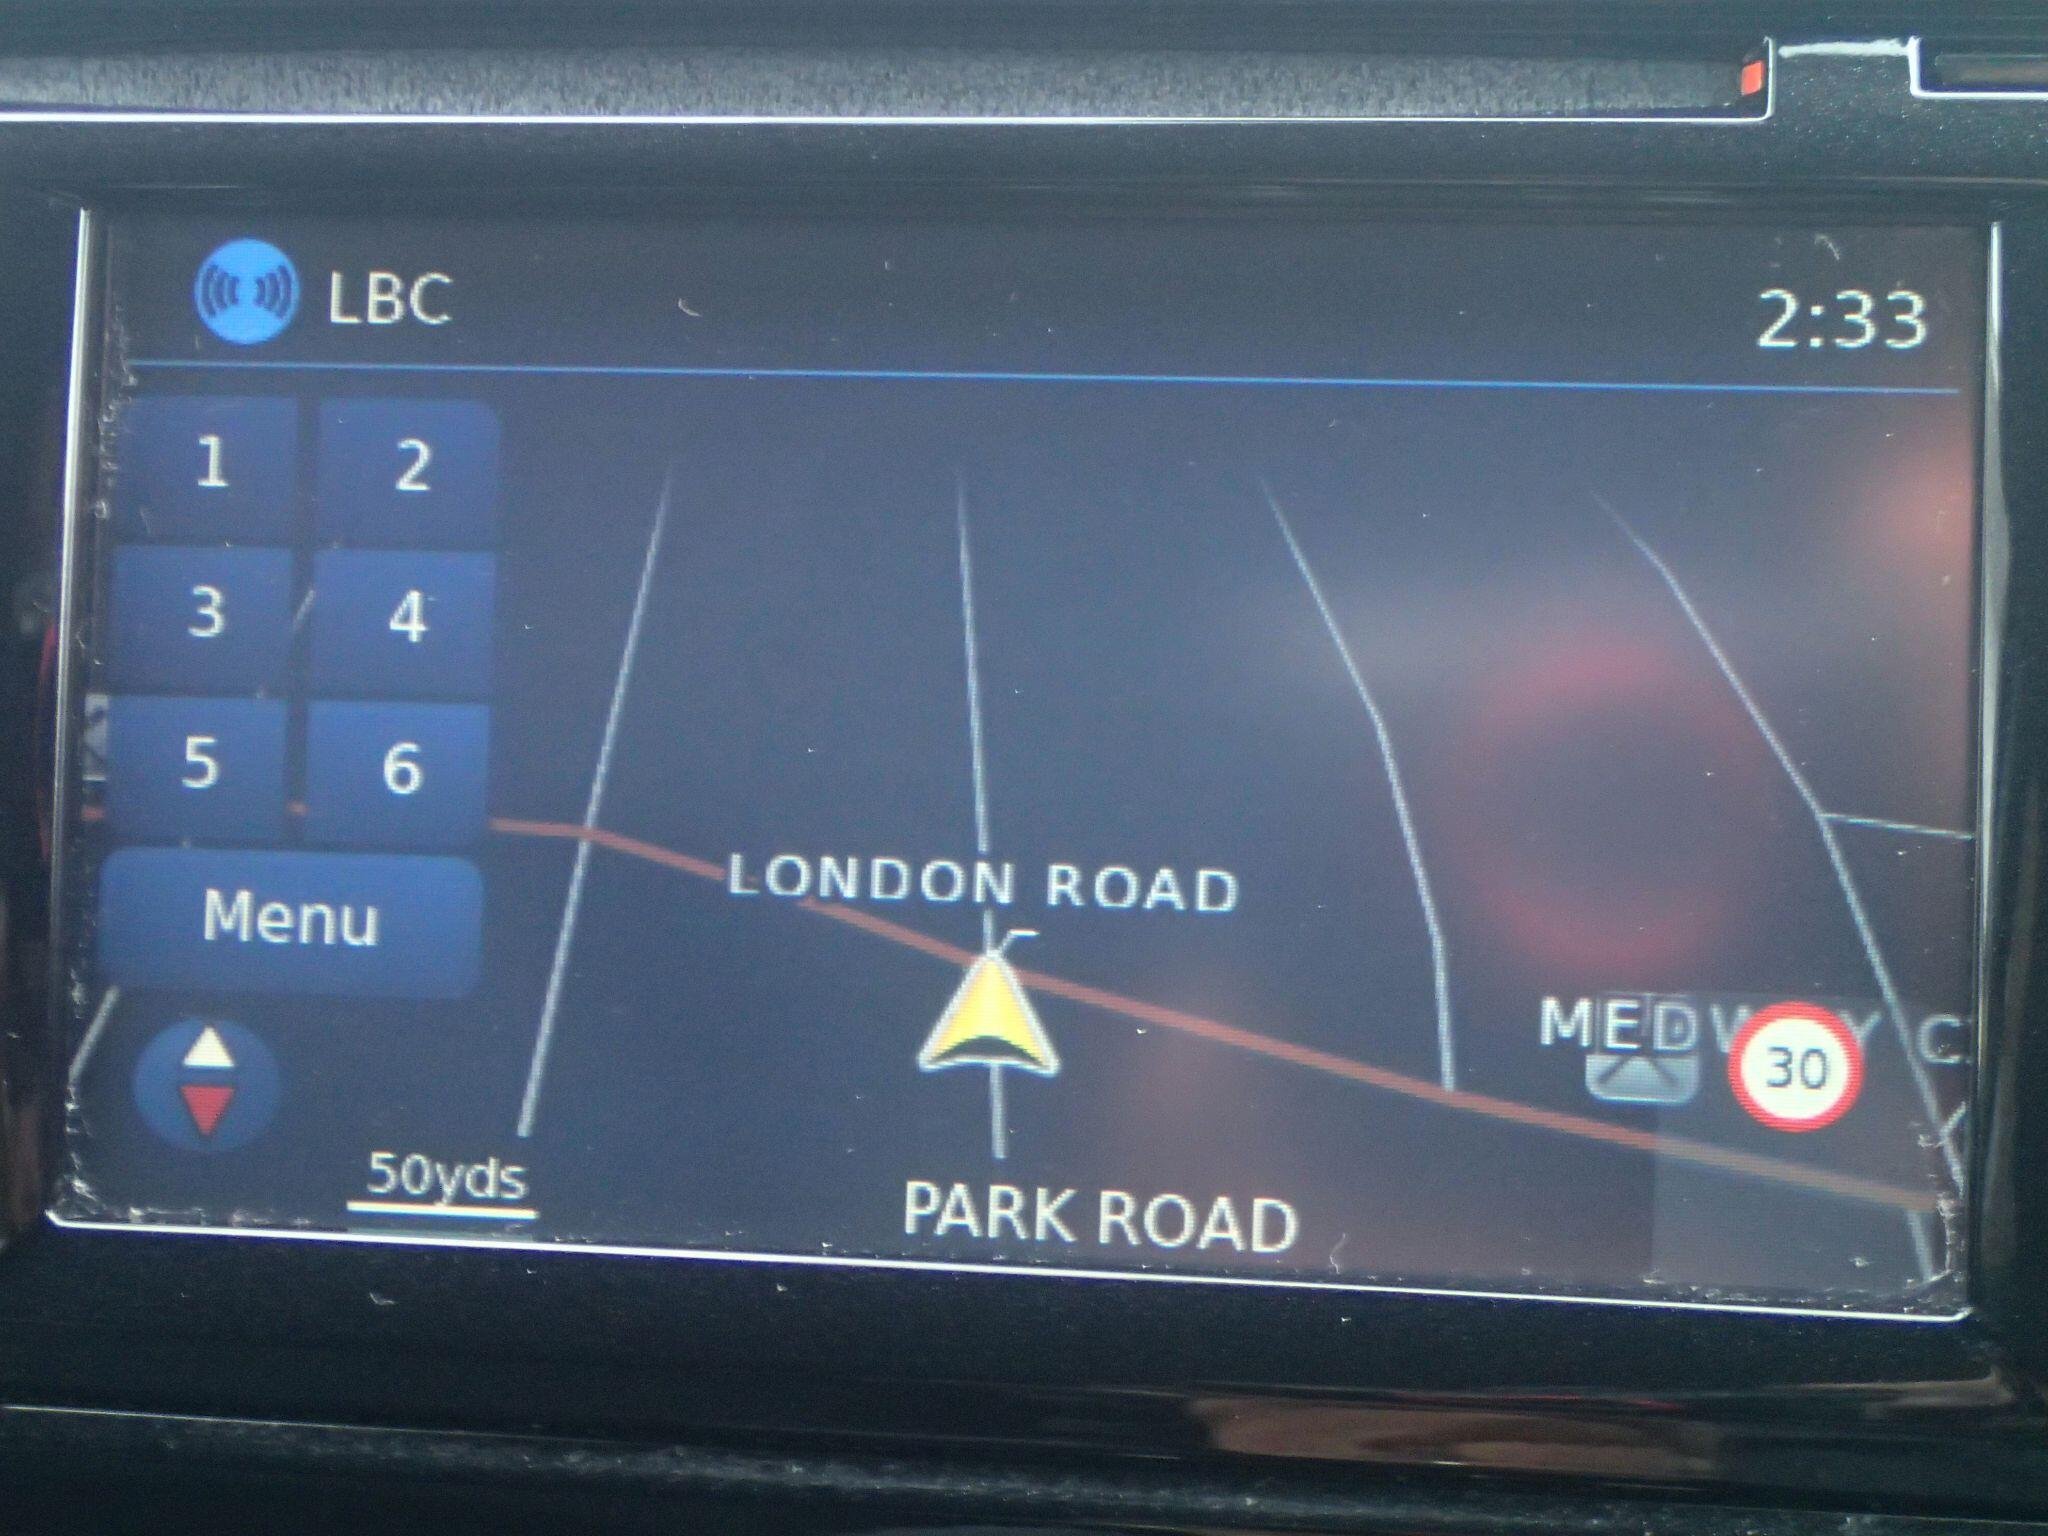 LBC
2:33
1 2
3 4
5 6
LONDON ROAD
Menu
30
50yds
PARK ROAD